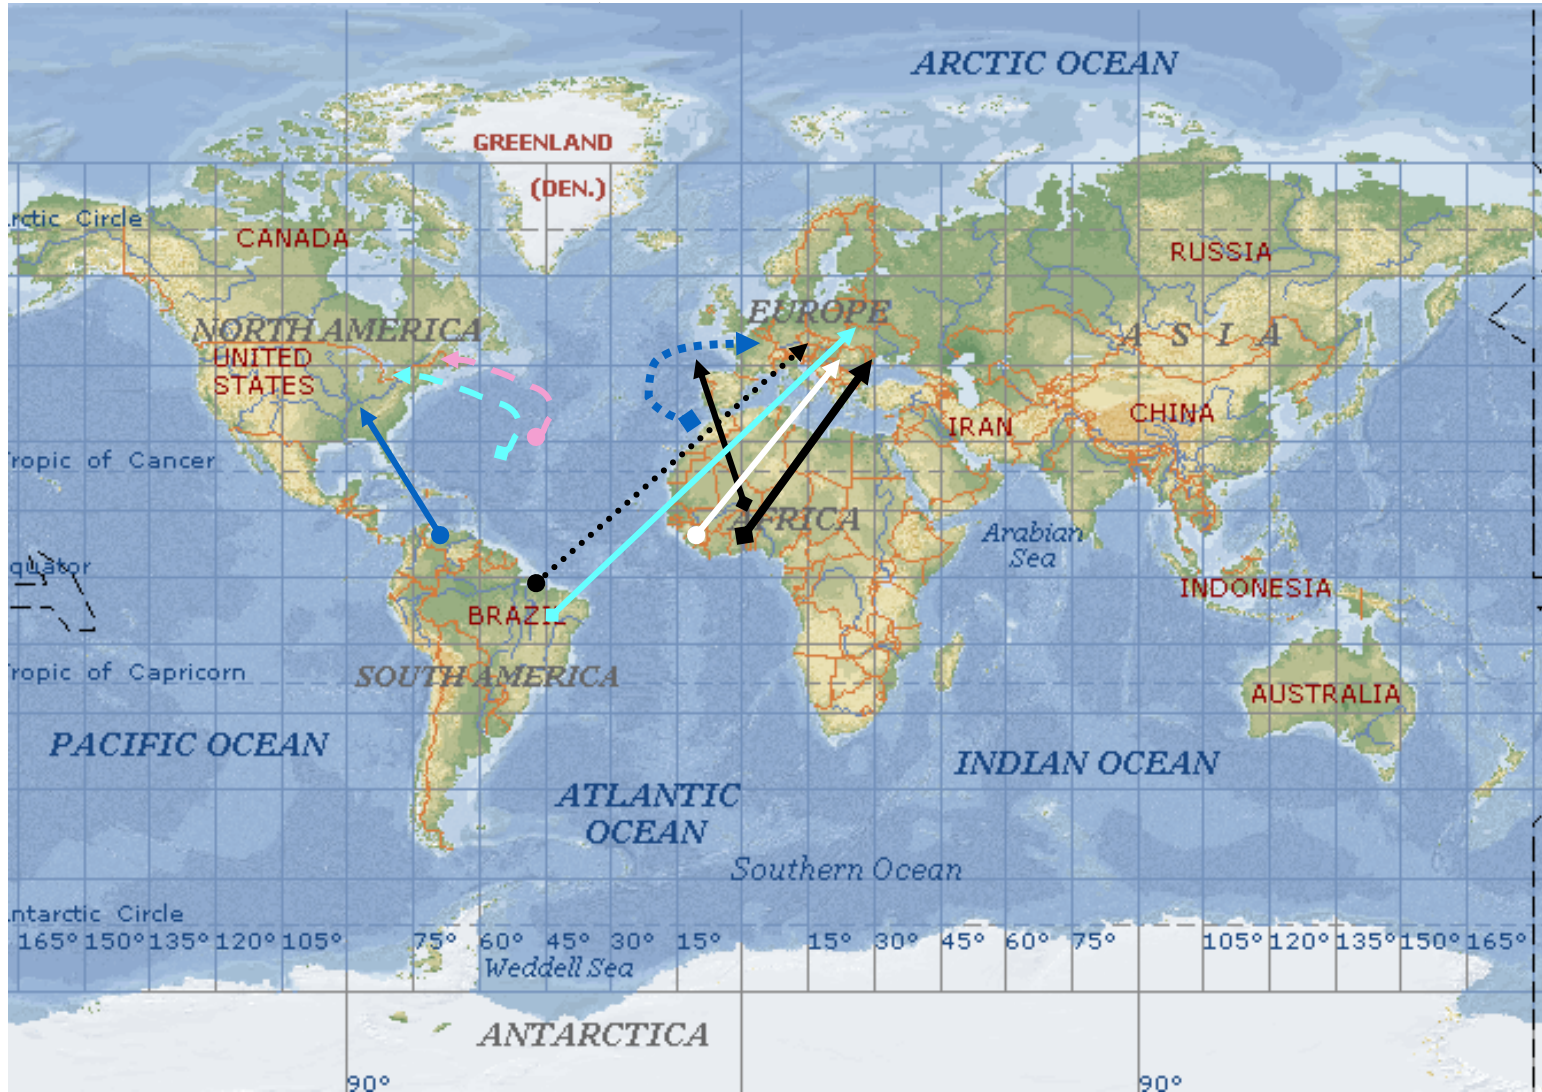 ARCTIC OCEAN
GREENLAND
(DEN.)
rctic Circle
CANADA
RUSSIA
EUROPE
NORTH AMERICA
ASIA
UNITED
STATES
CHINA
IRAN
ropic of Cancer
AFRICA
Arabian
Sea
quator
INDONESIA
BRAZIL
ropic of Capricorn
SOUTH AMERICA
AUSTRALIA
PACIFIC OCEAN
INDIAN OCEAN
ATLANTIC
OCEAN
Southern Ocean
ntarctic Circle
165° 150° 135° 120° 105° 75° 60° 45° 30° 15° 15° 30° 45° 60° 75° 105° 120° 135° 150° 165°
Weddell Sea
ANTARCTICA
90° 90°